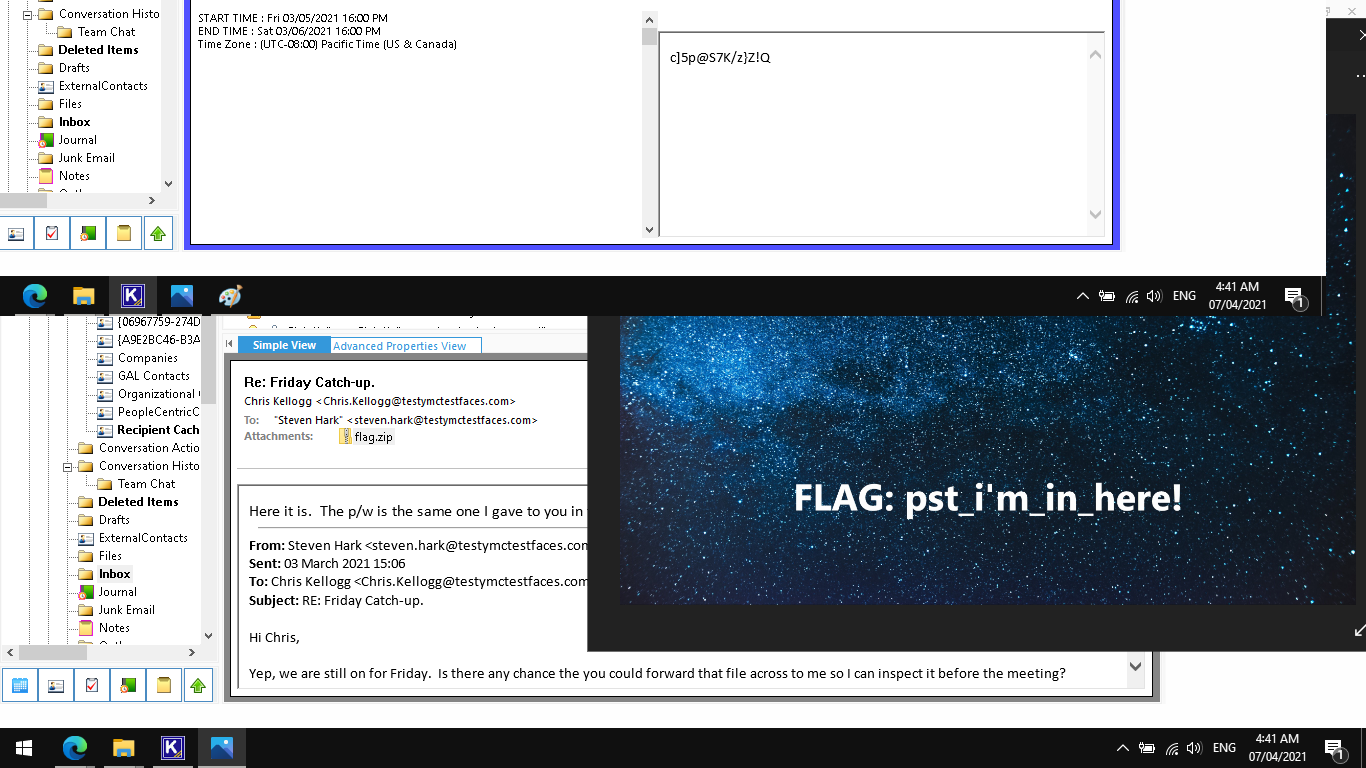 Conversation Histo
Team Chat
Deleted Items
Drafts
ExternalContacts
Files
Inbox
Journal
Junk Email
Notes
START TIME : Fri 03/05/2021 16:00 PM
END TIME : Sat 03/06/2021 16:00 PM
Time Zone : (UTC-08:00) Pacific Time (US & Canada)
c]5p@S7K/z}Z!Q
ENG
4:41 AM
07/04/2021
1
{06967759-274D
{A9E2BC46-B3A
Companies
GAL Contacts
Organizational
PeopleCentricC
Recipient Cach
Conversation Actio
Conversation Histo
Team Chat
Deleted Items
Drafts
ExternalContacts
Files
Inbox
Journal
Junk Email
Notes
Simple View
Advanced Properties View
Re: Friday Catch-up.
Chris Kellogg <Chris.Kellogg@testymctestfaces.com>
To: "Steven Hark" <steven.hark@testymctestfaces.com>
Attachments: flag.zip
Here it is. The p/w is the same one I gave to you in
From: Steven Hark <steven.hark@testymctestfaces.con
Sent: 03 March 2021 15:06
To: Chris Kellogg <Chris.Kellogg@testymctestfaces.com
Subject: RE: Friday Catch-up.
Hi Chris,
Yep, we are still on for Friday. Is there any chance the you could forward that file across to me so I can inspect it before the meeting?
FLAG: pst_i'm_in_here!
ENG
4:41 AM
07/04/2021
1